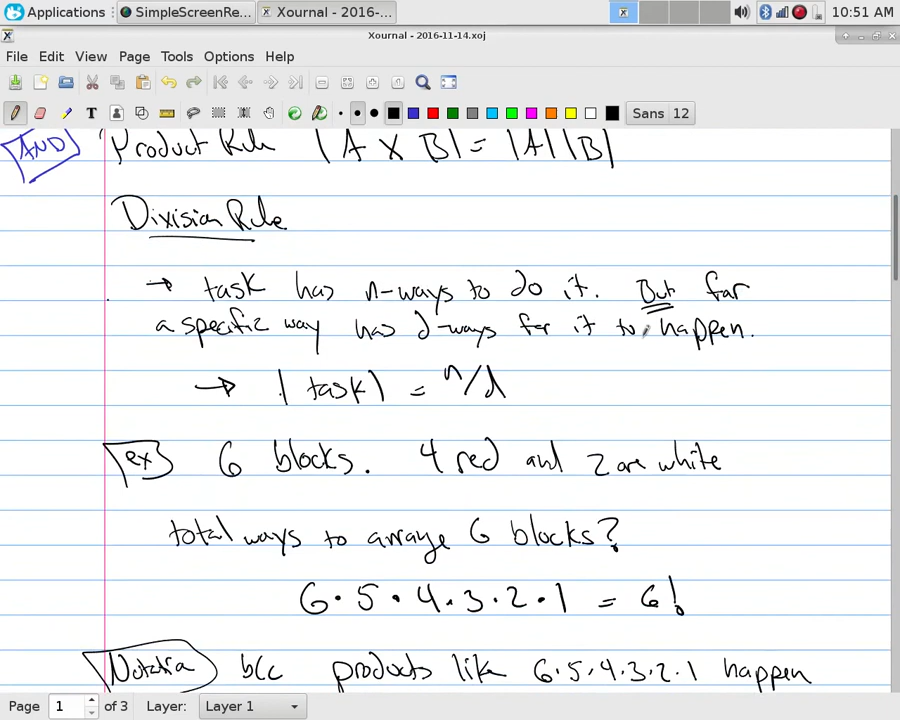 Applications SimpleScreenRe... Xournal - 2016-... 10:51 AM
Xournal - 2016-11-14.xoj
File Edit View Page Tools Options Help
Sans 12
AND Product Rule |A X B| = |A||B|
Division Rule
→ task has n-ways to do it. But for
a specific way has d-ways for it to happen.
→ |task| = n/d
ex 6 blocks. 4 red and 2 are white
total ways to arrange 6 blocks?
6·5·4·3·2·1 = 6!
Notatia b/c products like 6·5·4·3·2·1 happen
Page 1 of 3 Layer: Layer 1